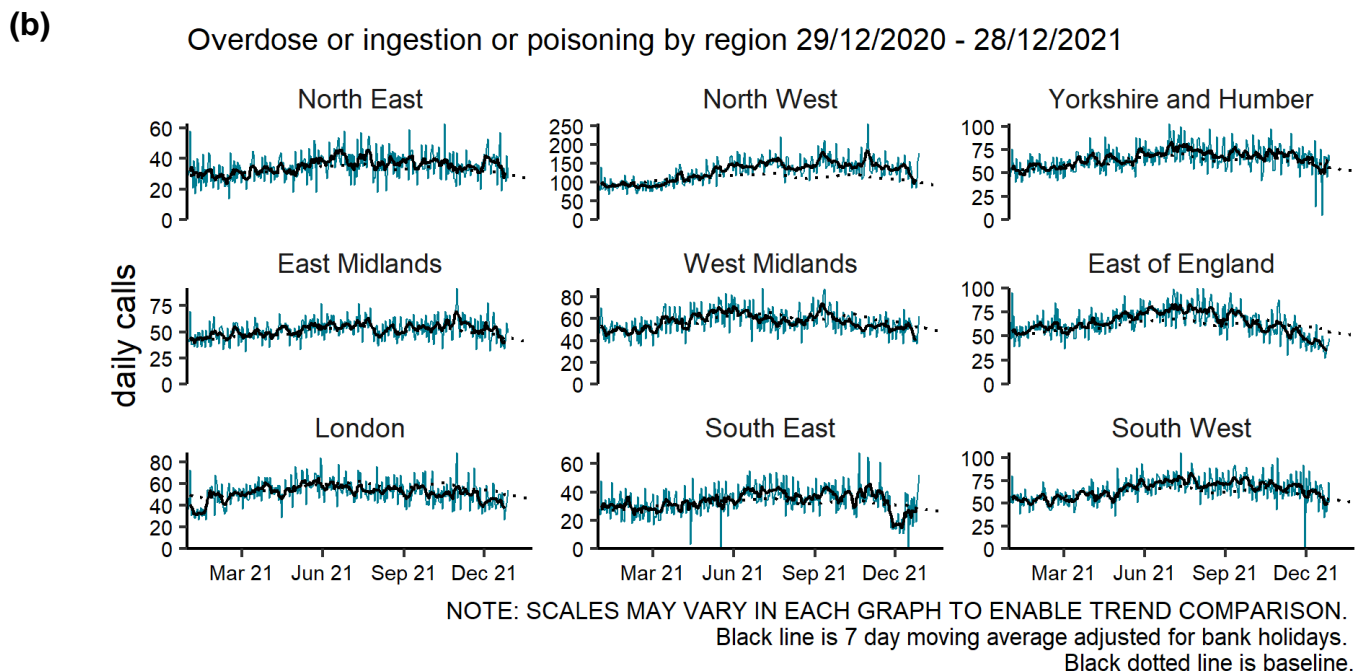 (b)
Overdose or ingestion or poisoning by region 29/12/2020 - 28/12/2021
North East
North West
Yorkshire and Humber
60
40
20
0
250
200
150
100
50
0
100
75
50
25
0
daily calls
East Midlands
West Midlands
East of England
75
50
25
0
80
60
40
20
0
100
75
50
25
0
London
South East
South West
80
60
40
20
0
60
40
20
0
100
75
50
25
0
Mar 21 Jun 21 Sep 21 Dec 21
Mar 21 Jun 21 Sep 21 Dec 21
Mar 21 Jun 21 Sep 21 Dec 21
NOTE: SCALES MAY VARY IN EACH GRAPH TO ENABLE TREND COMPARISON.
Black line is 7 day moving average adjusted for bank holidays.
Black dotted line is baseline.